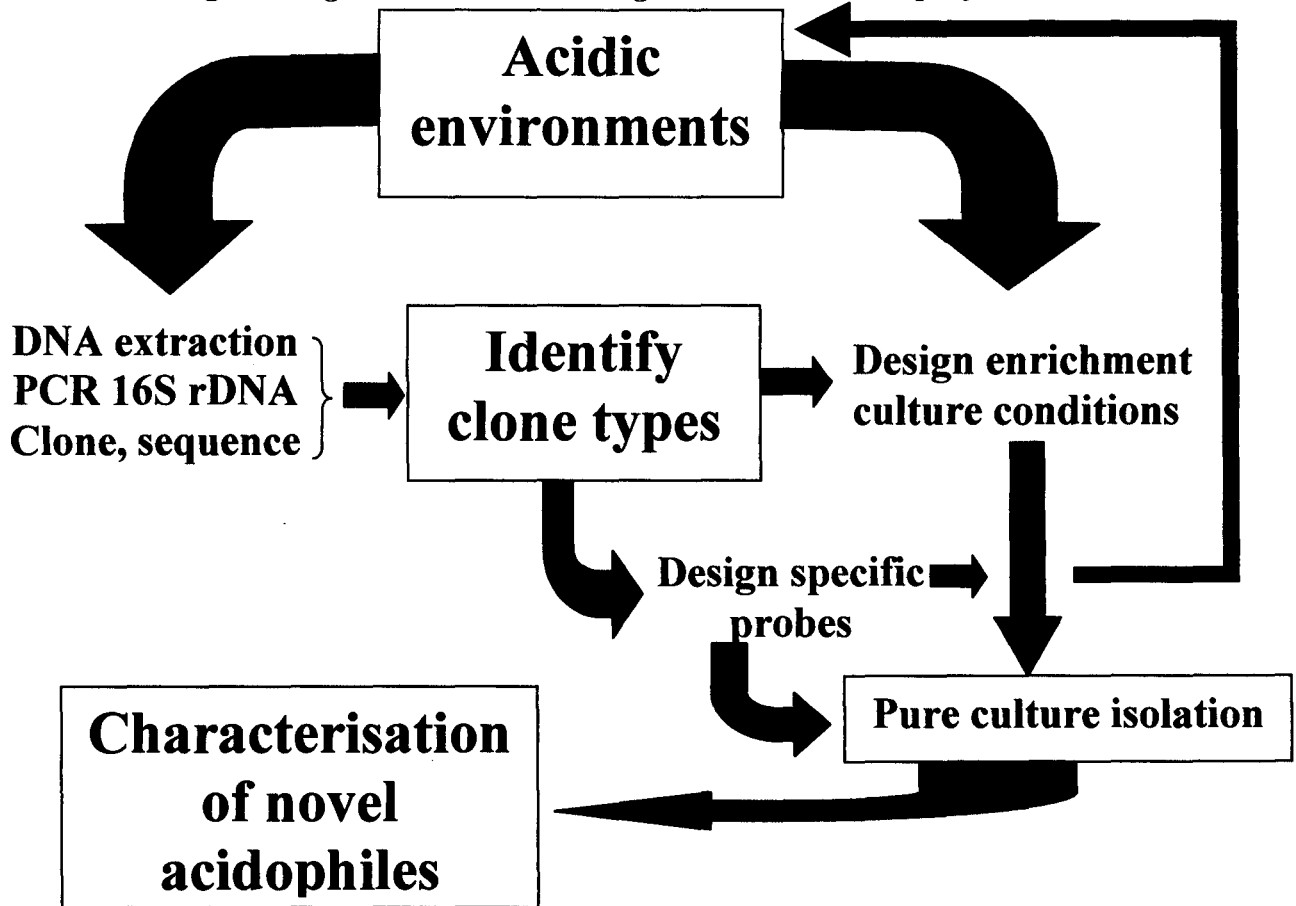 Acidic
environments
DNA extraction
PCR 16S rDNA
Clone, sequence
Identify
clone types
Design enrichment
culture conditions
Design specific
probes
Pure culture isolation
Characterisation
of novel
acidophiles